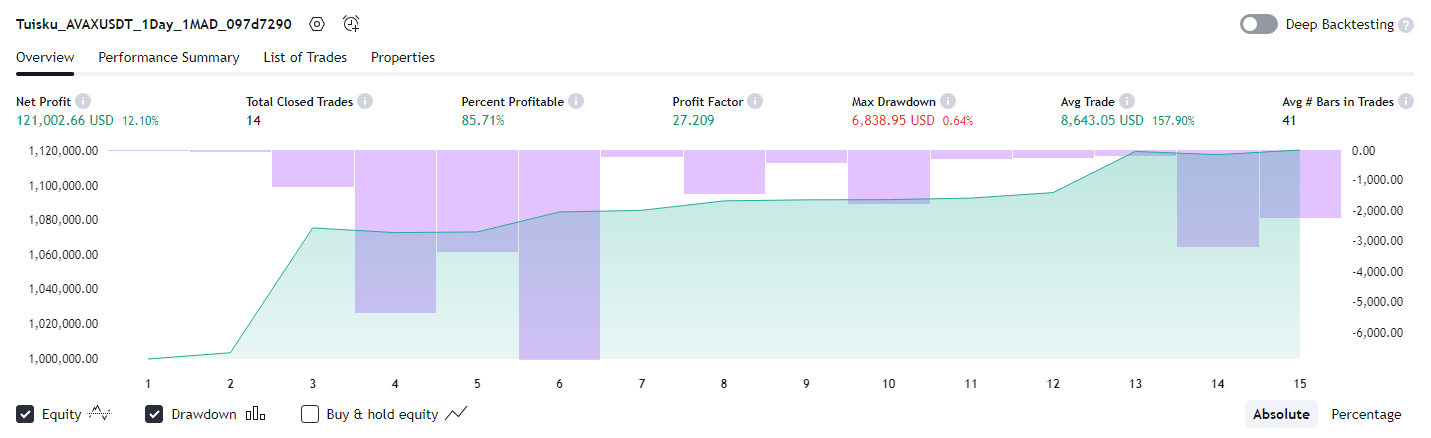 Tuisku_AVAXUSDT_1Day_1MAD_097d7290 Deep Backtesting ?
Overview Performance Summary List of Trades Properties
Net Profit Total Closed Trades Percent Profitable Profit Factor Max Drawdown Avg Trade Avg # Bars in Trades
121,002.66 USD 12.10% 14 85.71% 27.209 6,838.95 USD 0.64% 8,643.05 USD 157.90% 41
1,120,000.00 0.00
1,100,000.00 -1,000.00
1,080,000.00 -2,000.00
1,060,000.00 -3,000.00
1,040,000.00 -4,000.00
1,020,000.00 -5,000.00
1,000,000.00 -6,000.00
1 2 3 4 5 6 7 8 9 10 11 12 13 14 15
Equity Drawdown Buy & hold equity Absolute Percentage